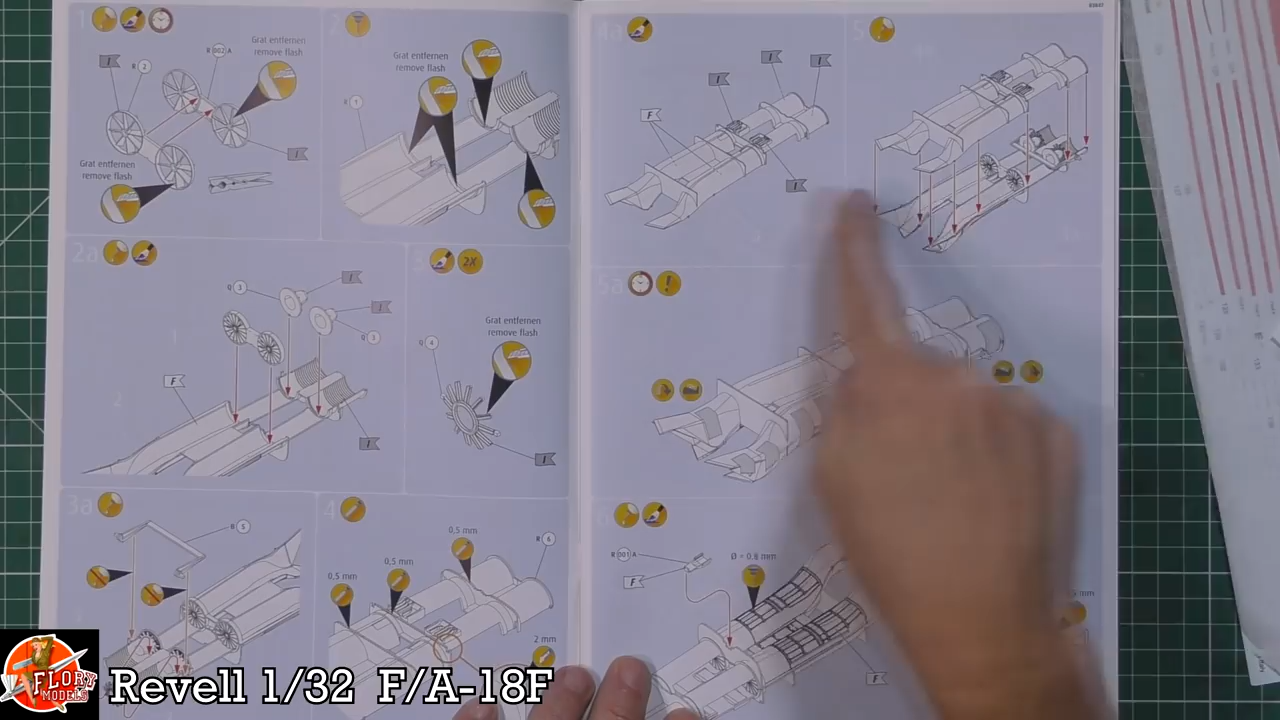 1
Grat entfernen
remove flash
I
R 2
R 002 A
Grat entfernen
remove flash
I
2
Grat entfernen
remove flash
2a
Q 3
I
I
Q 3
F
I
3
2X
Grat entfernen
remove flash
Q 4
I
3a
B 5
4
0,5 mm
0,5 mm
0,5 mm
R 4
2 mm
4a
I
I
I
F
I
5
5a
6
R 001 A
F
Ø = 0.8 mm
F
FLORY
MODELS
Revell 1/32 F/A-18F